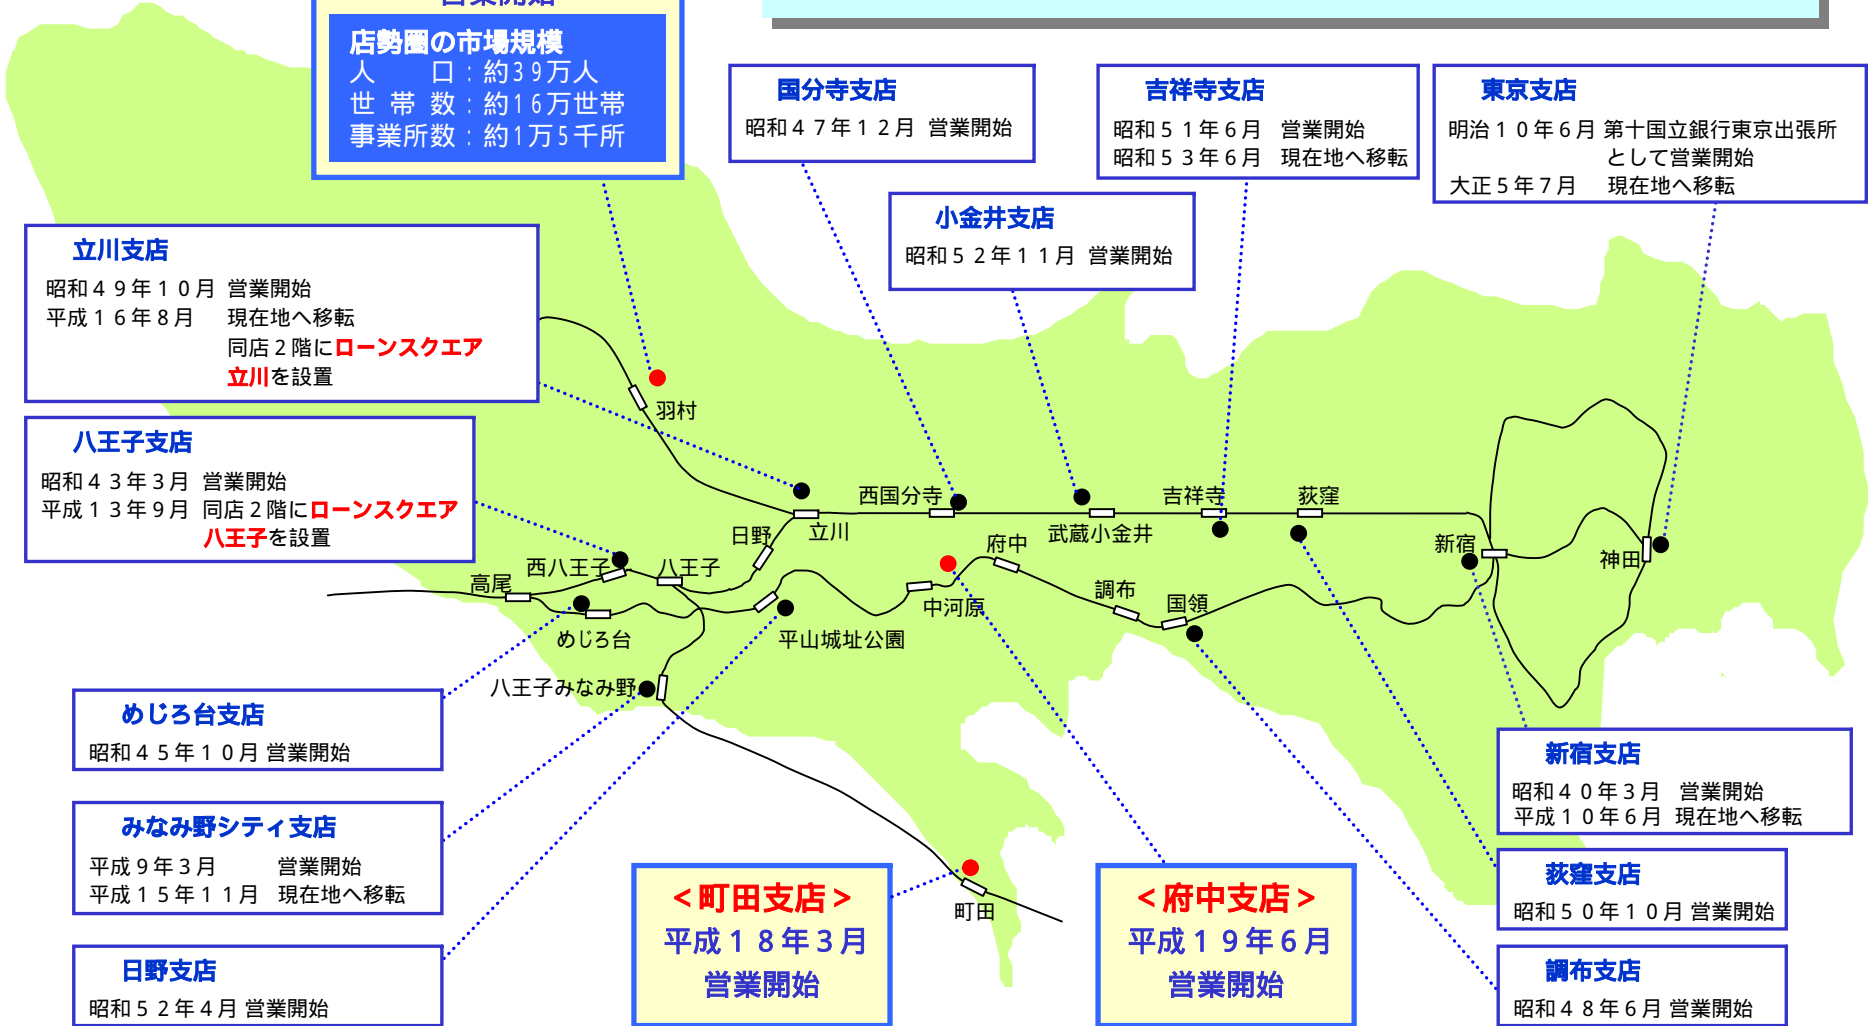 営業開始
店勢圏の市場規模
人　　口：約39万人
世 帯 数：約16万世帯
事業所数：約1万5千所
国分寺支店
昭和４７年１２月 営業開始
吉祥寺支店
昭和５１年６月 営業開始
昭和５３年６月 現在地へ移転
東京支店
明治１０年６月 第十国立銀行東京出張所
として営業開始
大正５年７月 現在地へ移転
小金井支店
昭和５２年１１月 営業開始
立川支店
昭和４９年１０月 営業開始
平成１６年８月 現在地へ移転
同店２階にローンスクエア
立川を設置
八王子支店
昭和４３年３月 営業開始
平成１３年９月 同店２階にローンスクエア
八王子を設置
羽村
西国分寺
吉祥寺
荻窪
日野
立川
武蔵小金井
府中
新宿
神田
高尾
西八王子
八王子
中河原
調布
国領
めじろ台
平山城址公園
八王子みなみ野
町田
めじろ台支店
昭和４５年１０月 営業開始
みなみ野シティ支店
平成９年３月 営業開始
平成１５年１１月 現在地へ移転
日野支店
昭和５２年４月 営業開始
＜町田支店＞
平成１８年３月
営業開始
＜府中支店＞
平成１９年６月
営業開始
新宿支店
昭和４０年３月 営業開始
平成１０年６月 現在地へ移転
荻窪支店
昭和５０年１０月 営業開始
調布支店
昭和４８年６月 営業開始